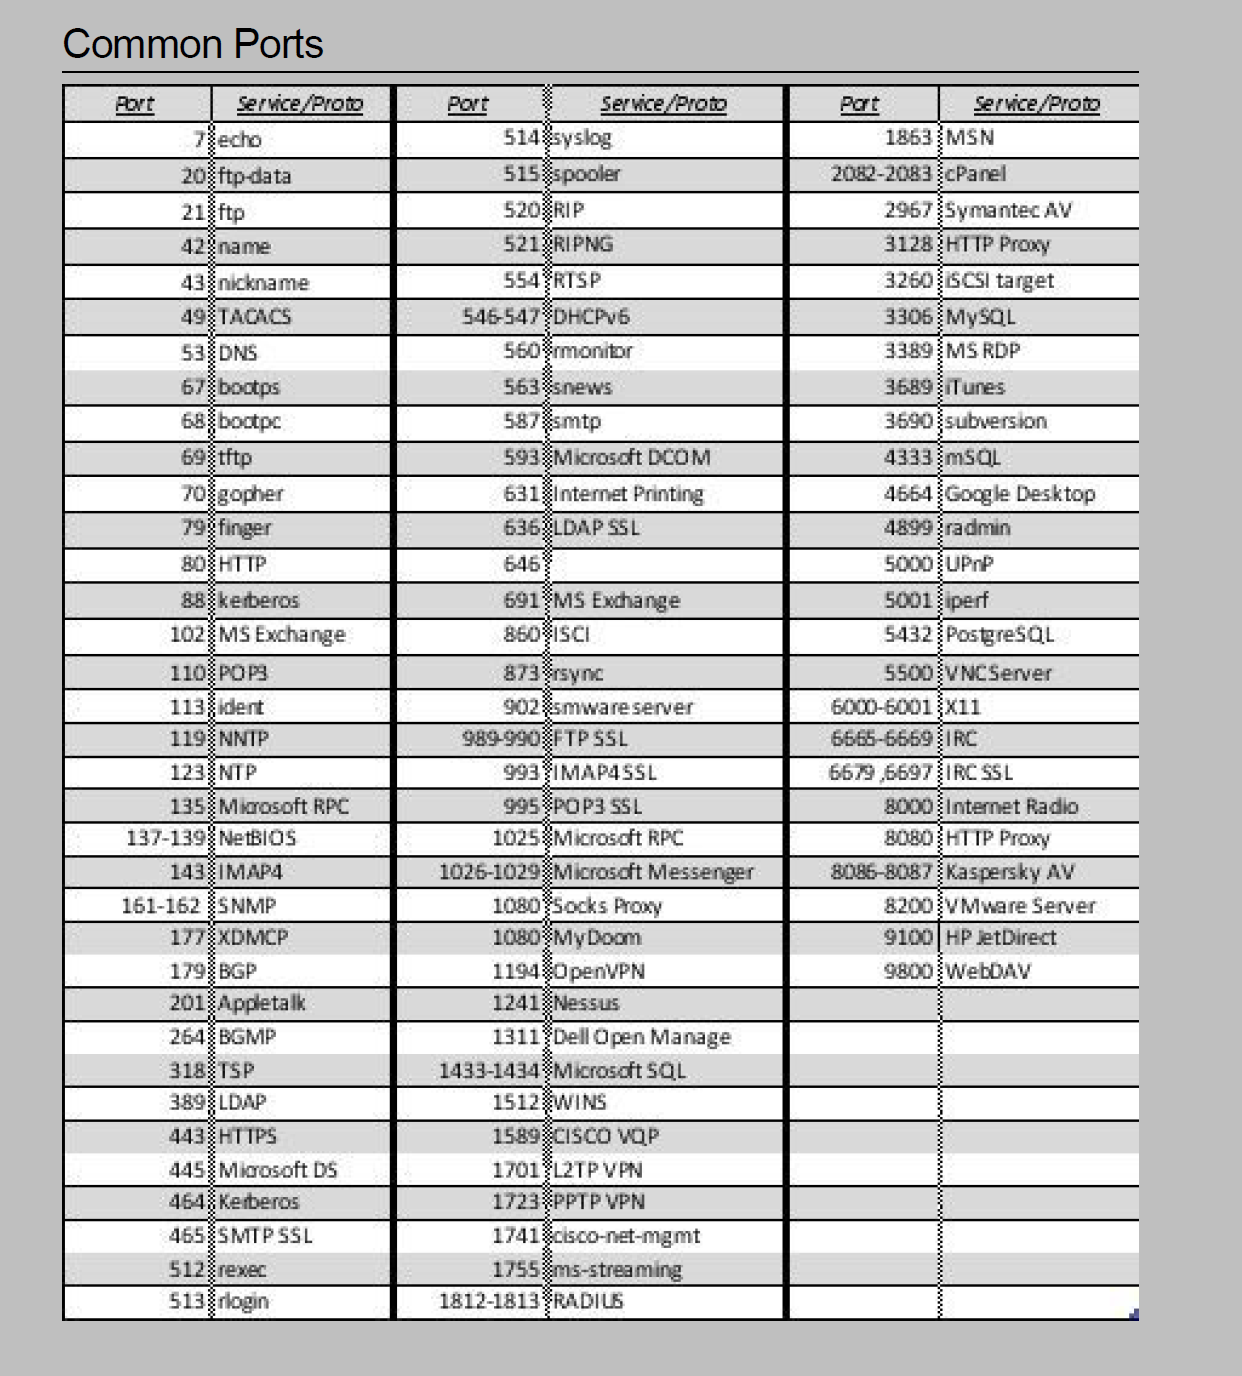 Common Ports
Port Service/Proto Port Service/Proto Port Service/Proto
7 echo 514 syslog 1863 MSN
20 ftp-data 515 spooler 2082-2083 cPanel
21 ftp 520 RIP 2967 Symantec AV
42 name 521 RIPNG 3128 HTTP Proxy
43 nickname 554 RTSP 3260 iSCSI target
49 TACACS 546-547 DHCPv6 3306 MySQL
53 DNS 560 rmonitor 3389 MS RDP
67 bootps 563 snews 3689 iTunes
68 bootpc 587 smtp 3690 subversion
69 tftp 593 Microsoft DCOM 4333 mSQL
70 gopher 631 Internet Printing 4664 Google Desktop
79 finger 636 LDAP SSL 4899 radmin
80 HTTP 646 5000 UPnP
88 kerberos 691 MS Exchange 5001 iperf
102 MS Exchange 860 ISCI 5432 PostgreSQL
110 POP3 873 rsync 5500 VNC Server
113 ident 902 smware server 6000-6001 X11
119 NNTP 989-990 FTP SSL 6665-6669 IRC
123 NTP 993 IMAP4 SSL 6679 ,6697 IRC SSL
135 Microsoft RPC 995 POP3 SSL 8000 Internet Radio
137-139 NetBIOS 1025 Microsoft RPC 8080 HTTP Proxy
143 IMAP4 1026-1029 Microsoft Messenger 8086-8087 Kaspersky AV
161-162 SNMP 1080 Socks Proxy 8200 VMware Server
177 XDMCP 1080 MyDoom 9100 HP JetDirect
179 BGP 1194 OpenVPN 9800 WebDAV
201 Appletalk 1241 Nessus
264 BGMP 1311 Dell Open Manage
318 TSP 1433-1434 Microsoft SQL
389 LDAP 1512 WINS
443 HTTPS 1589 CISCO VQP
445 Microsoft DS 1701 L2TP VPN
464 Kerberos 1723 PPTP VPN
465 SMTP SSL 1741 cisco-net-mgmt
512 rexec 1755 ms-streaming
513 rlogin 1812-1813 RADIUS